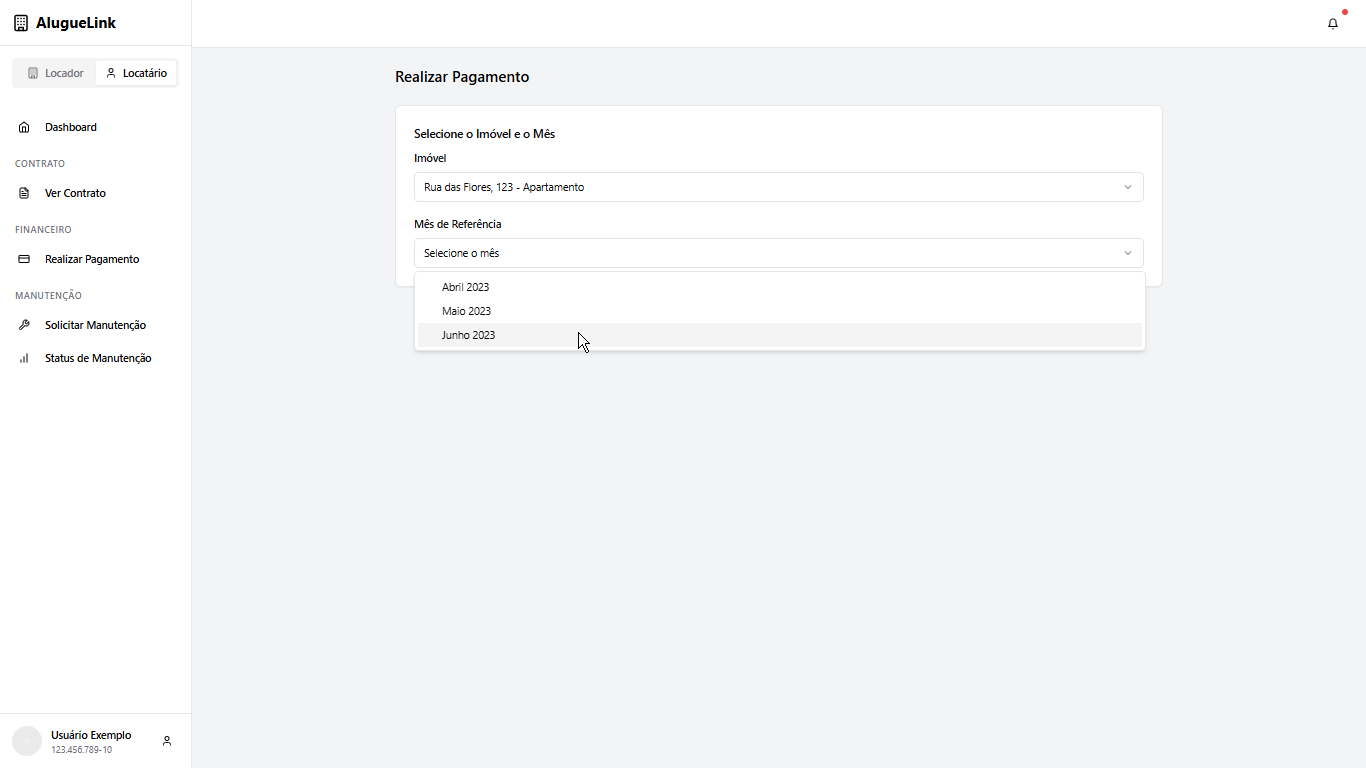 AlugueLink
Locador
Locatário
Dashboard
CONTRATO
Ver Contrato
FINANCEIRO
Realizar Pagamento
MANUTENÇÃO
Solicitar Manutenção
Status de Manutenção
Usuário Exemplo
123.456.789-10
Realizar Pagamento
Selecione o Imóvel e o Mês
Imóvel
Rua das Flores, 123 - Apartamento
Mês de Referência
Selecione o mês
Abril 2023
Maio 2023
Junho 2023